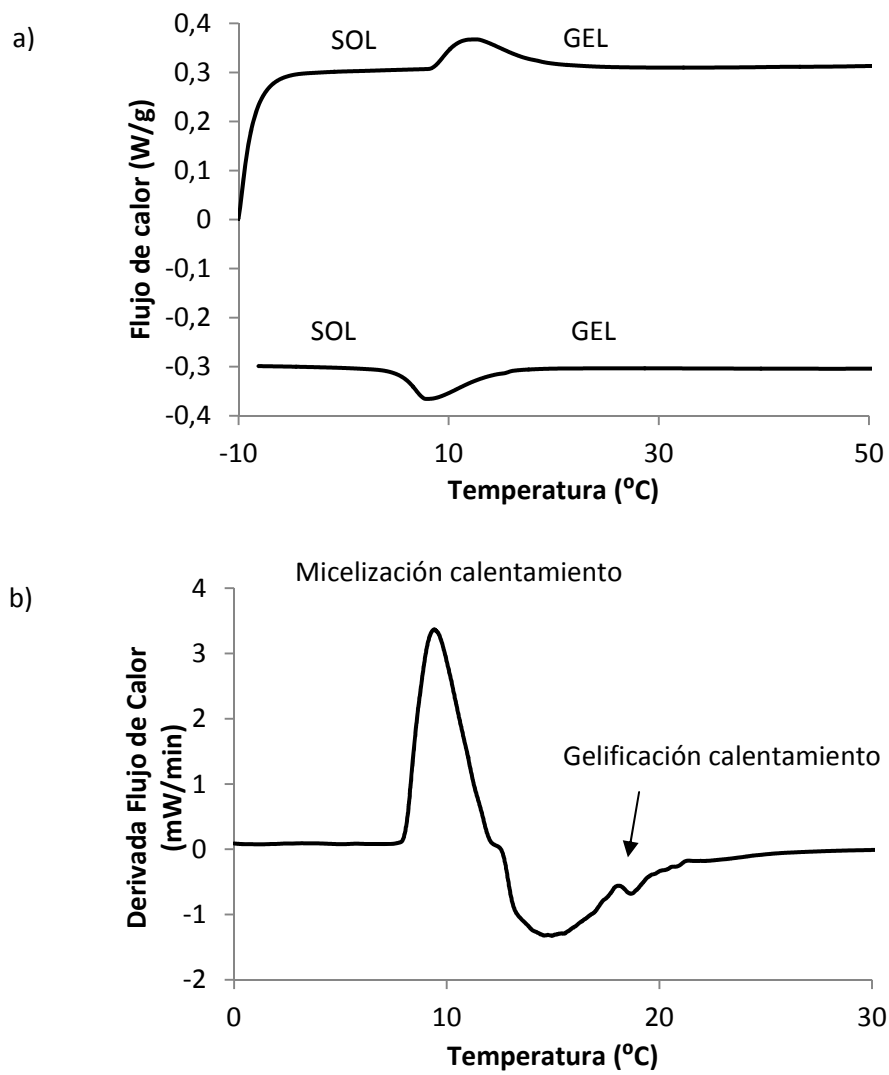 a)
0,4
0,3
0,2
0,1
0
-0,1
-0,2
-0,3
-0,4
Flujo de calor (W/g)
SOL GEL
SOL GEL
-10 10 30 50
Temperatura (⁰C)
b)
Micelización calentamiento
4
3
2
1
0
-1
-2
Derivada Flujo de Calor
(mW/min)
Gelificación calentamiento
0 10 20 30
Temperatura (⁰C)